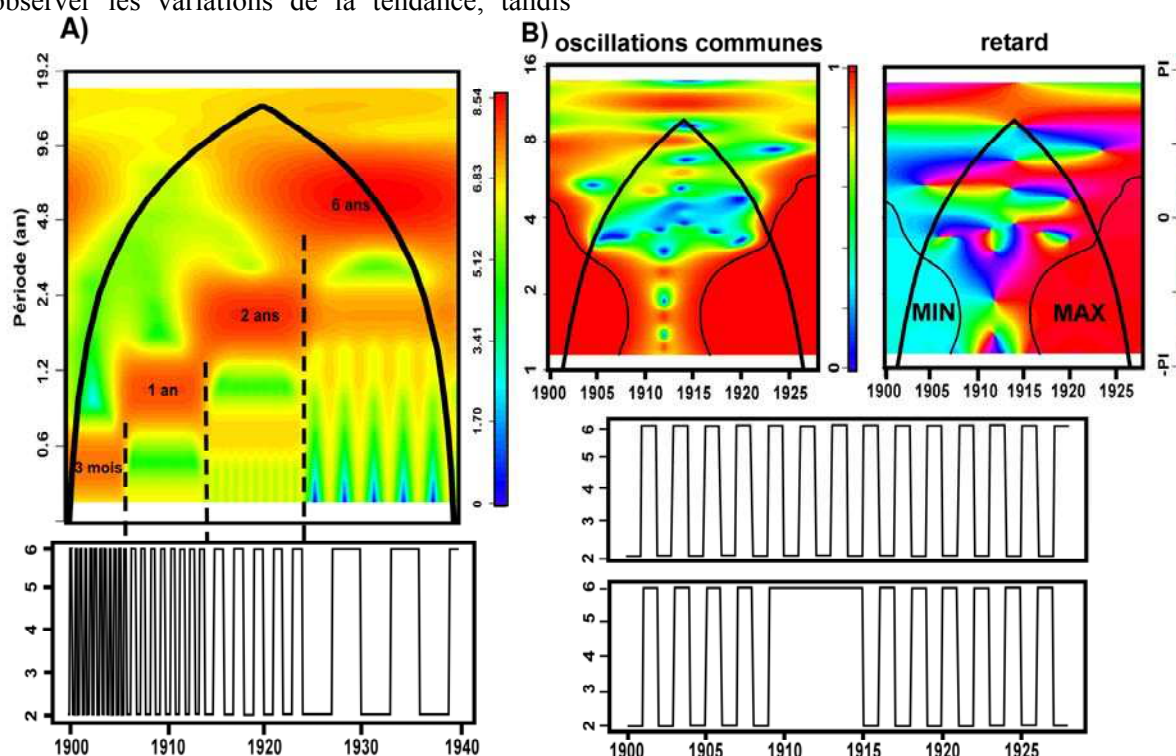 observer les variations de la tendance, tandis
A)
B)
oscillations communes
retard
Période (an)
19.2
9.6
4.8
2.4
1.2
0.6
6 ans
2 ans
1 an
3 mois
8.54
6.83
5.12
3.41
1.70
0
16
8
4
2
1
1900 1905 1910 1915 1920 1925
1
0
MIN
MAX
1900 1905 1910 1915 1920 1925
PI
0
-PI
6
5
4
3
2
1900 1910 1920 1930 1940
6
5
4
3
2
6
5
4
3
2
1900 1905 1910 1915 1920 1925